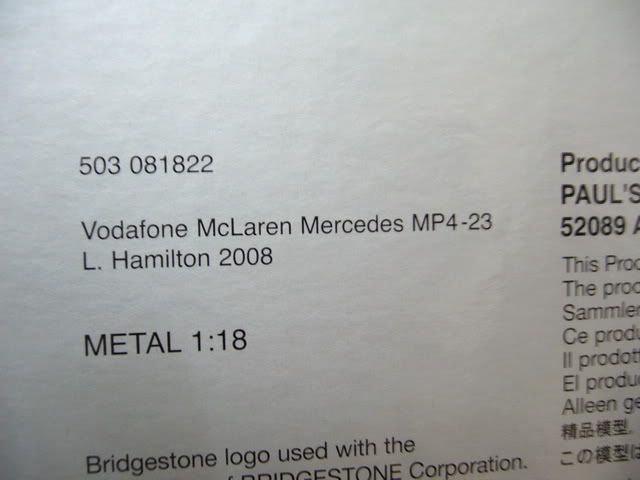 503 081822
Vodafone McLaren Mercedes MP4-23
L. Hamilton 2008
METAL 1:18
Bridgestone logo used with the
BRIDGESTONE Corporation.
Produc
PAUL'S
52089 A
This Proc
The proc
Sammler
Ce produ
Il prodott
El produc
Alleen ge
精品模型.
この模型は